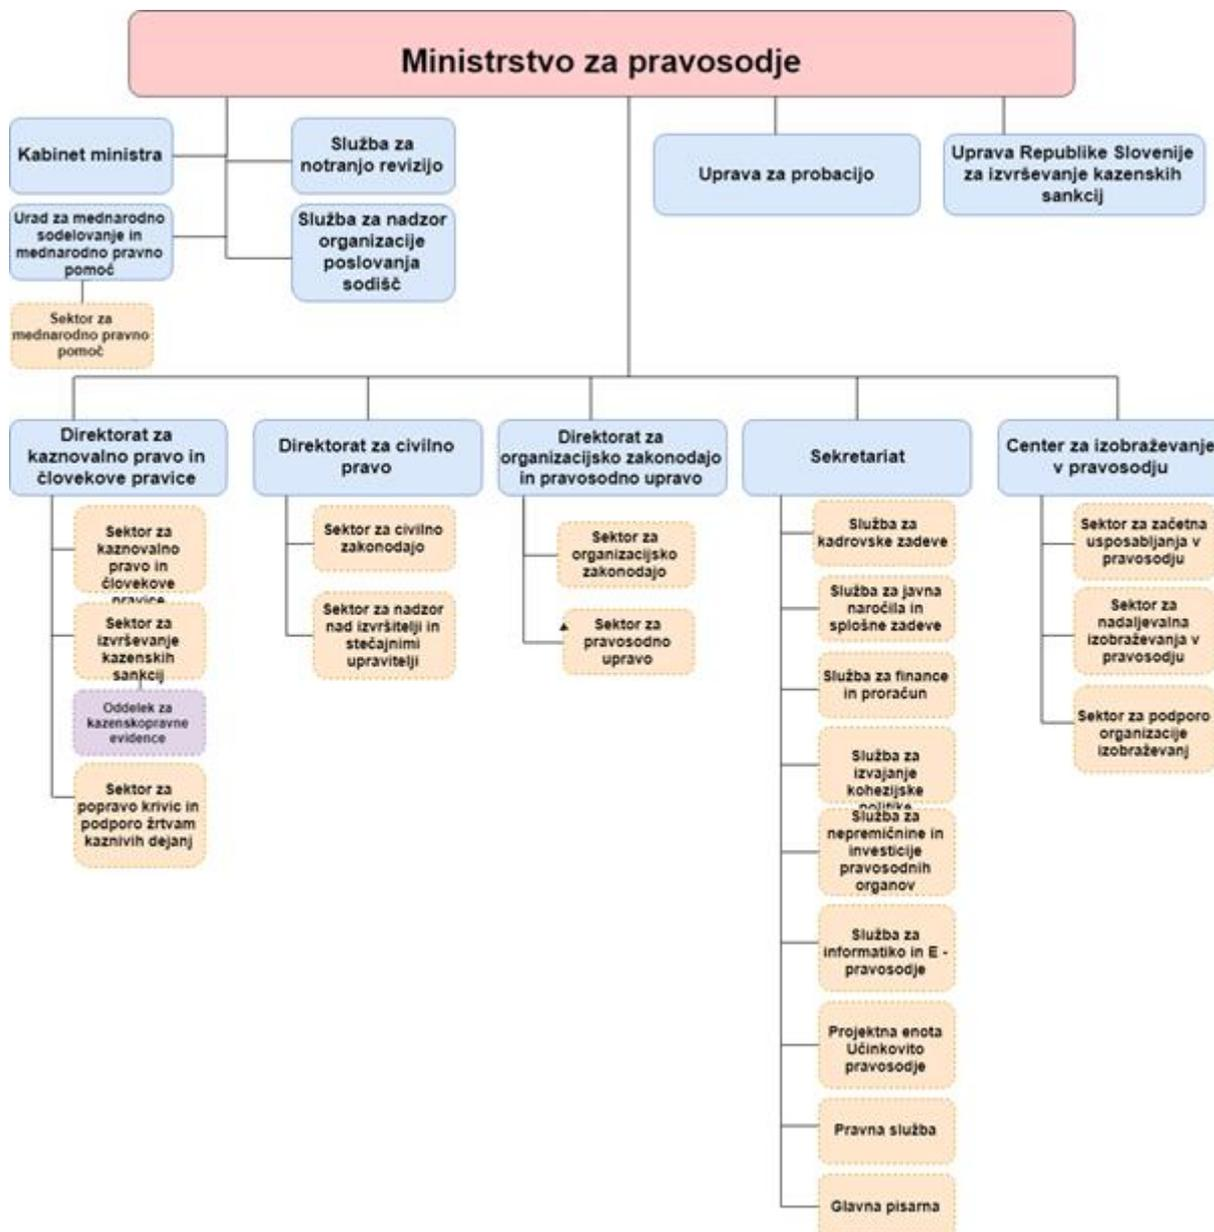 Ministrstvo za pravosodje
Kabinet ministra
Služba za
notranjo revizijo
Uprava za probacijo
Uprava Republike Slovenije
za izvrševanje kazenskih
sankcij
Urad za mednarodno
sodelovanje in
mednarodno pravno
pomoč
Služba za nadzor
organizacije
poslovanja
sodišč
Sektor za
mednarodno pravno
pomoč
Direktorat za
kaznovalno pravo in
človekove pravice
Direktorat za civilno
pravo
Direktorat za
organizacijsko zakonodajo
in pravosodno upravo
Sekretariat
Center za izobraževanje
v pravosodju
Sektor za
kaznovalno
pravo in
človekove
pravice
Sektor za
izvrševanje
kazenskih
sankcij
Oddelek za
kazenskopravne
evidence
Sektor za
popravo krivic in
podporo žrtvam
kaznivih dejanj
Sektor za civilno
zakonodajo
Sektor za nadzor
nad izvršitelji in
stečajnimi
upravitelji
Sektor za
organizacijsko
zakonodajo
Sektor za
pravosodno
upravo
Služba za
kadrovske zadeve
Služba za javna
naročila in
splošne zadeve
Služba za finance
in proračun
Služba za
izvajanje
kohezijske
politike
Služba za
nepremičnine in
investicije
pravosodnih
organov
Služba za
informatiko in E -
pravosodje
Projektna enota
Učinkovito
pravosodje
Pravna služba
Glavna pisarna
Sektor za začetna
usposabljanja v
pravosodju
Sektor za
nadaljevalna
izobraževanja v
pravosodju
Sektor za podporo
organizacije
izobraževanj